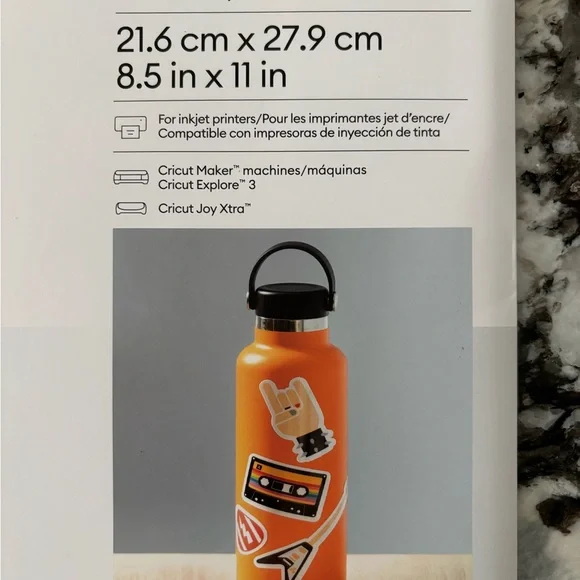 21.6 cm x 27.9 cm
8.5 in x 11 in
For inkjet printers/Pour les imprimantes jet d'encre/
Compatible con impresoras de inyección de tinta
Cricut Maker™ machines/máquinas
Cricut Explore™ 3
Cricut Joy Xtra™